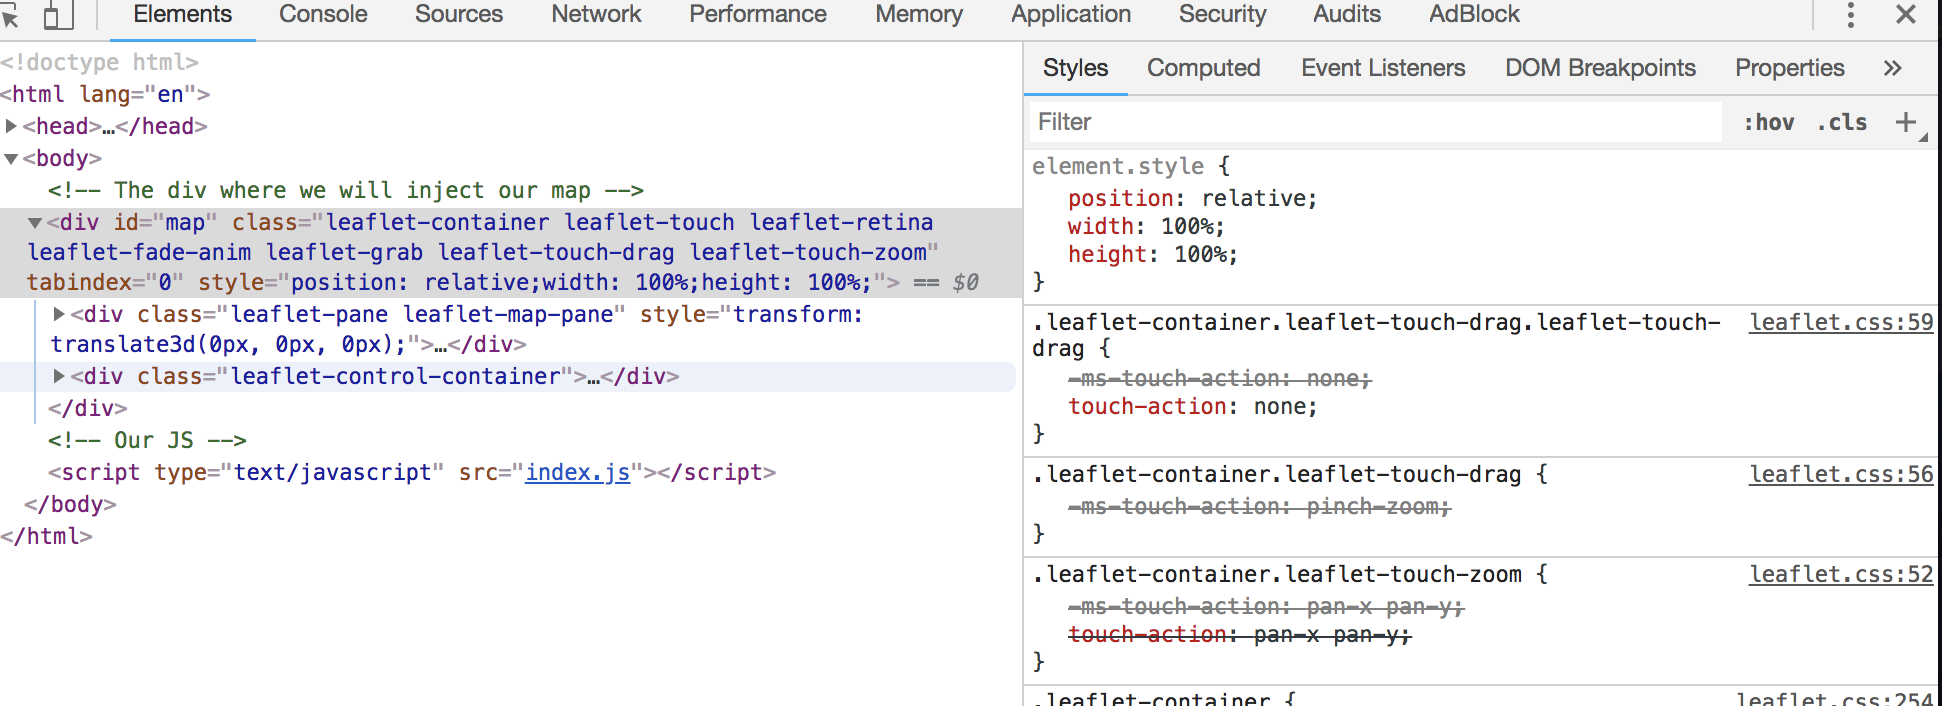 Elements Console Sources Network Performance Memory Application Security Audits AdBlock
<!doctype html>
<html lang="en">
<head>…</head>
<body>
<!-- The div where we will inject our map -->
<div id="map" class="leaflet-container leaflet-touch leaflet-retina
leaflet-fade-anim leaflet-grab leaflet-touch-drag leaflet-touch-zoom"
tabindex="0" style="position: relative;width: 100%;height: 100%;"> == $0
<div class="leaflet-pane leaflet-map-pane" style="transform:
translate3d(0px, 0px, 0px);">…</div>
<div class="leaflet-control-container">…</div>
</div>
<!-- Our JS -->
<script type="text/javascript" src="index.js"></script>
</body>
</html>
Styles Computed Event Listeners DOM Breakpoints Properties »
Filter :hov .cls +
element.style {
position: relative;
width: 100%;
height: 100%;
}
.leaflet-container.leaflet-touch-drag.leaflet-touch- leaflet.css:59
drag {
-ms-touch-action: none;
touch-action: none;
}
.leaflet-container.leaflet-touch-drag { leaflet.css:56
-ms-touch-action: pinch-zoom;
}
.leaflet-container.leaflet-touch-zoom { leaflet.css:52
-ms-touch-action: pan-x pan-y;
touch-action: pan-x pan-y;
}
.leaflet-container { leaflet.css:254